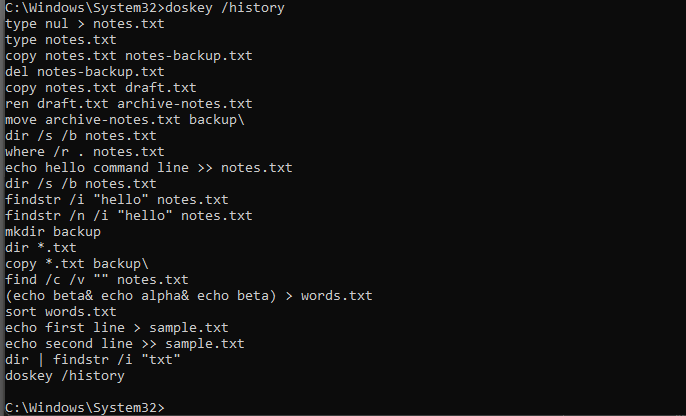 C:\Windows\System32>doskey /history
type nul > notes.txt
type notes.txt
copy notes.txt notes-backup.txt
del notes-backup.txt
copy notes.txt draft.txt
ren draft.txt archive-notes.txt
move archive-notes.txt backup\
dir /s /b notes.txt
where /r . notes.txt
echo hello command line >> notes.txt
dir /s /b notes.txt
findstr /i "hello" notes.txt
findstr /n /i "hello" notes.txt
mkdir backup
dir *.txt
copy *.txt backup\
find /c /v "" notes.txt
(echo beta& echo alpha& echo beta) > words.txt
sort words.txt
echo first line > sample.txt
echo second line >> sample.txt
dir | findstr /i "txt"
doskey /history
C:\Windows\System32>